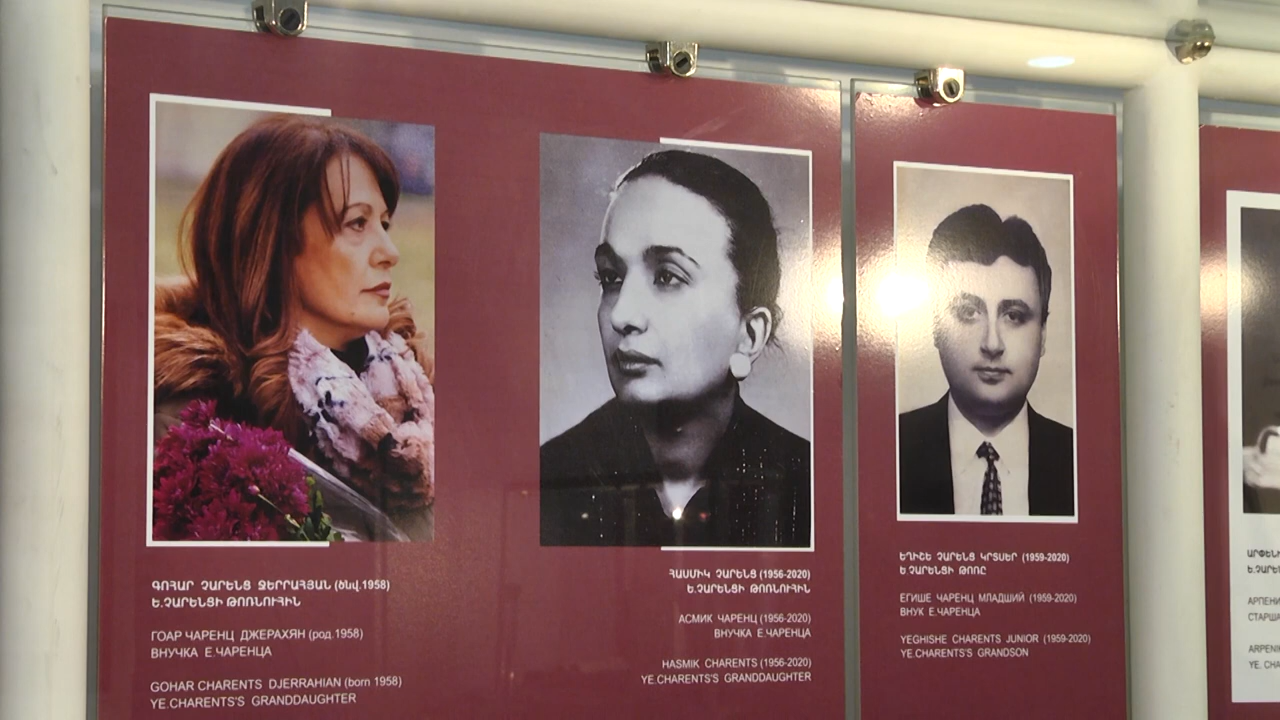 ԳՈՀԱՐ ՉԱՐԵՆՑ ՋԵՐՐԱՀՅԱՆ (ծնվ.1958)
Ե.ՉԱՐԵՆՑԻ ԹՈՌՆՈՒՀԻՆ
ГОАР ЧАРЕНЦ ДЖЕРАХЯН (род.1958)
ВНУЧКА Е.ЧАРЕНЦА
GOHAR CHARENTS DJERRAHIAN (born 1958)
YE.CHARENTS'S GRANDDAUGHTER
ՀԱՍՄԻԿ ՉԱՐԵՆՑ (1956-2020)
Ե.ՉԱՐԵՆՑԻ ԹՈՌՆՈՒՀԻՆ
АСМИК ЧАРЕНЦ (1956-2020)
ВНУЧКА Е.ЧАРЕНЦА
HASMIK CHARENTS (1956-2020)
YE.CHARENTS'S GRANDDAUGHTER
ԵՂԻՇԵ ՉԱՐԵՆՑ ԿՐՏՍԵՐ (1959-2020)
Ե.ՉԱՐԵՆՑԻ ԹՈՌԸ
ЕГИШЕ ЧАРЕНЦ МЛАДШИЙ (1959-2020)
ВНУК Е.ЧАРЕНЦА
YEGHISHE CHARENTS JUNIOR (1959-2020)
YE.CHARENTS'S GRANDSON